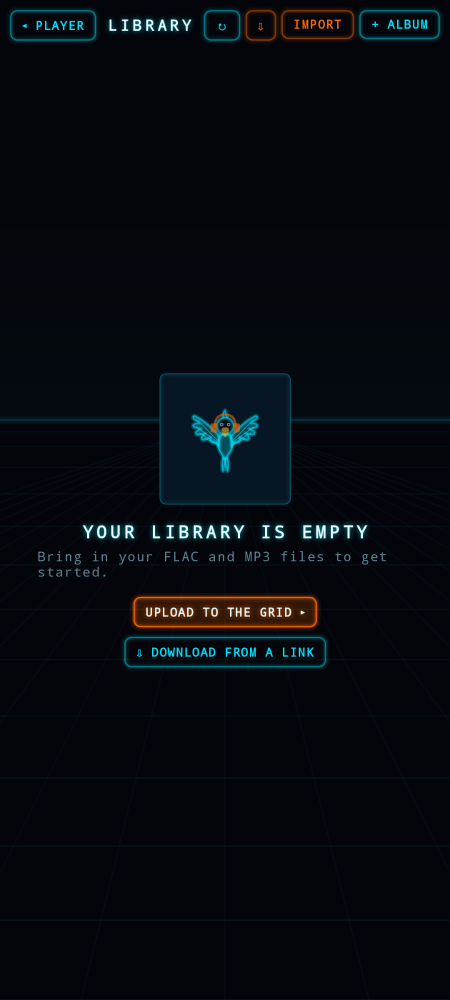 ◂ PLAYER LIBRARY ↻ ⇩ IMPORT + ALBUM
YOUR LIBRARY IS EMPTY
Bring in your FLAC and MP3 files to get
started.
UPLOAD TO THE GRID ▸
⇩ DOWNLOAD FROM A LINK